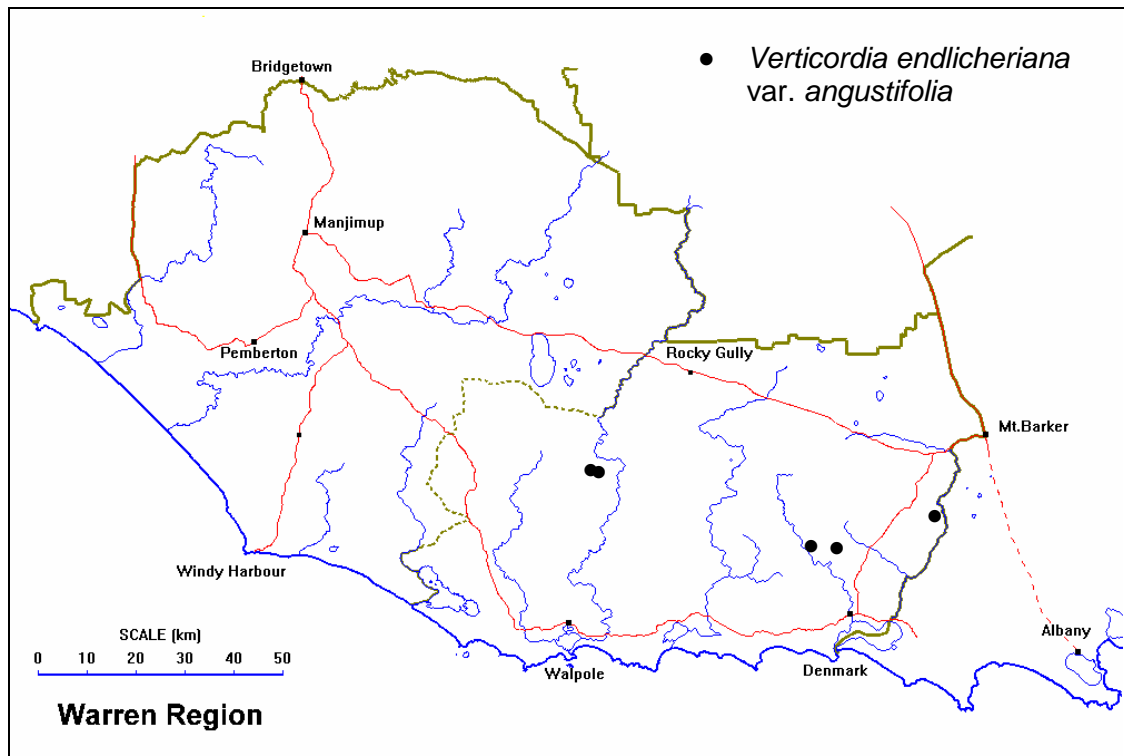 Verticordia endlicheriana
var. angustifolia
Bridgetown
Manjimup
Pemberton
Rocky Gully
Mt.Barker
Windy Harbour
SCALE (km)
0 10 20 30 40 50
Walpole
Denmark
Albany
Warren Region